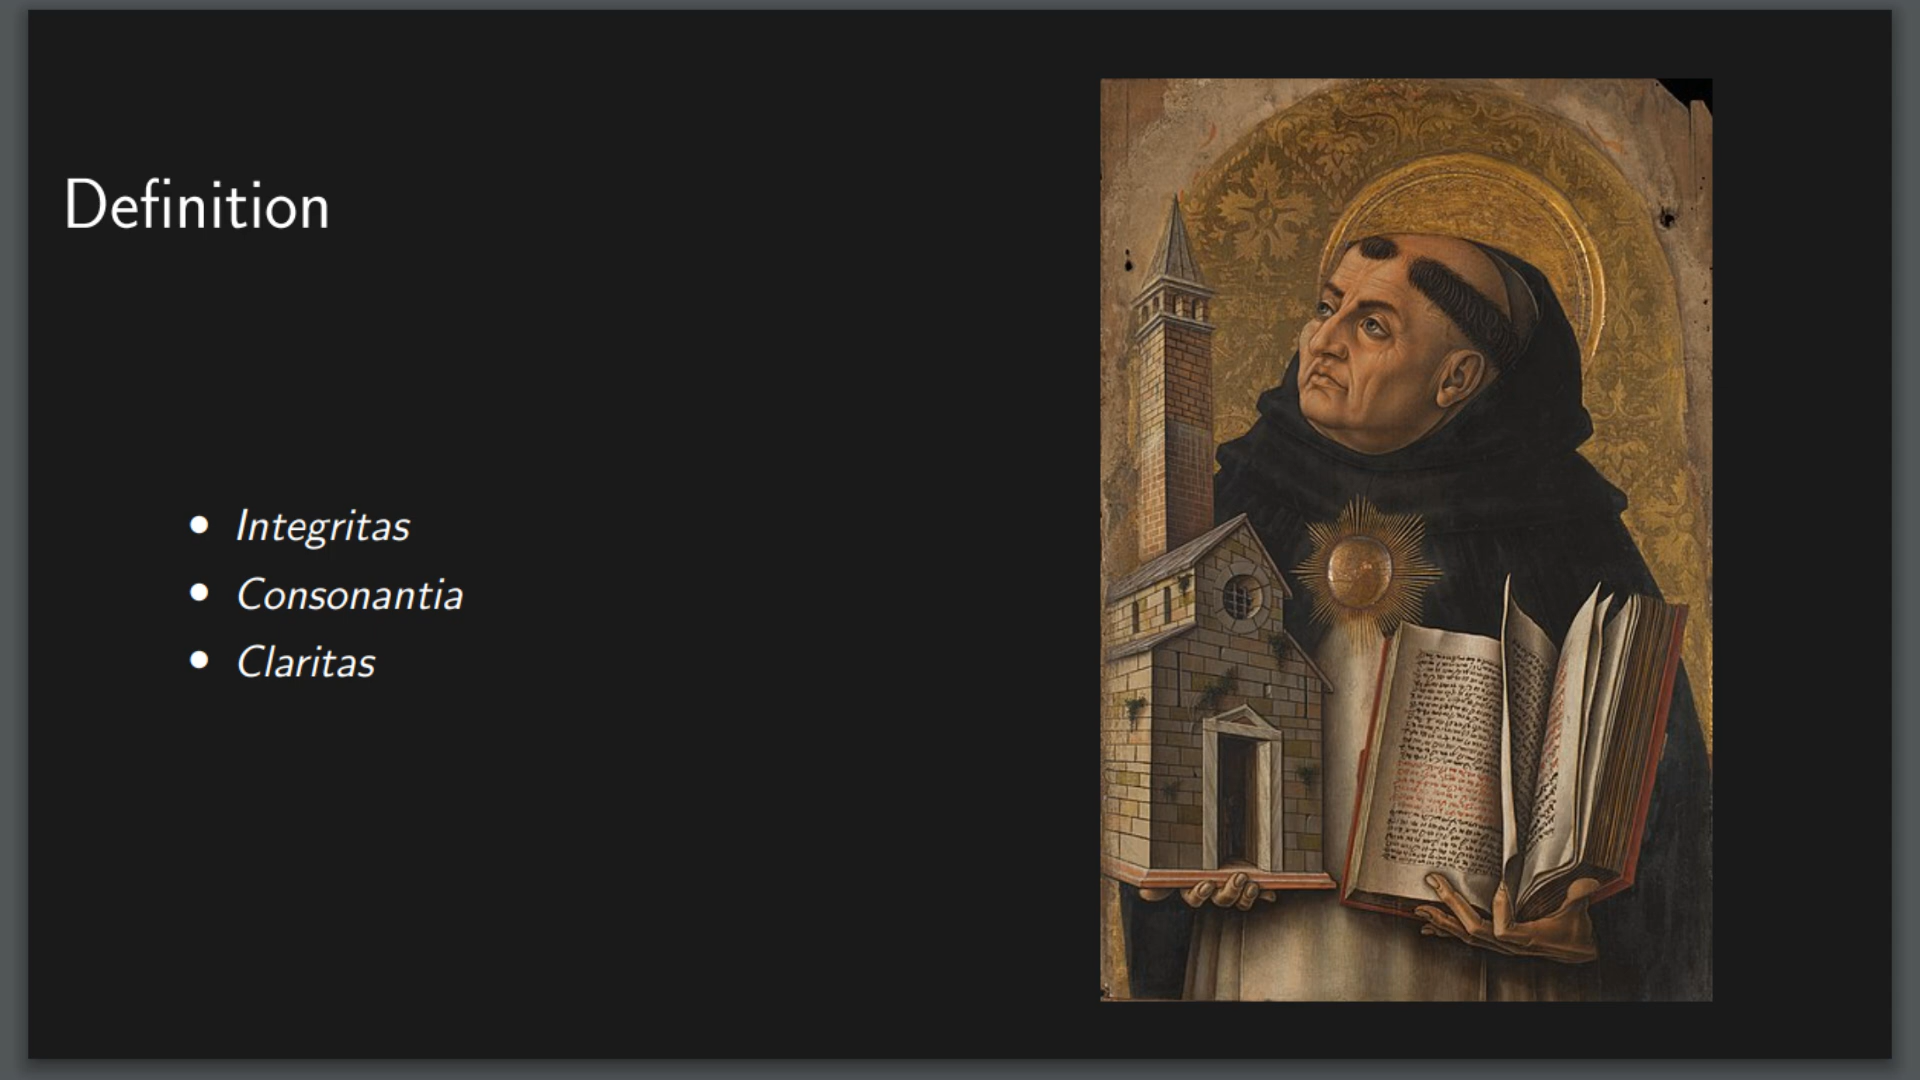 Definition
• Integritas
• Consonantia
• Claritas